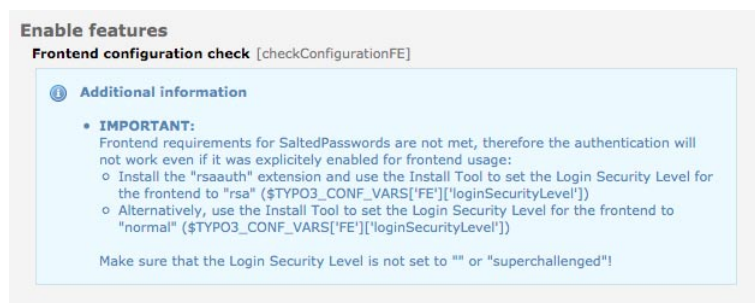 Enable features
Frontend configuration check [checkConfigurationFE]
Additional information
• IMPORTANT:
Frontend requirements for SaltedPasswords are not met, therefore the authentication will
not work even if it was explicitely enabled for frontend usage:
○ Install the "rsaauth" extension and use the Install Tool to set the Login Security Level for
the frontend to "rsa" ($TYPO3_CONF_VARS['FE']['loginSecurityLevel'])
○ Alternatively, use the Install Tool to set the Login Security Level for the frontend to
"normal" ($TYPO3_CONF_VARS['FE']['loginSecurityLevel'])
Make sure that the Login Security Level is not set to "" or "superchallenged"!